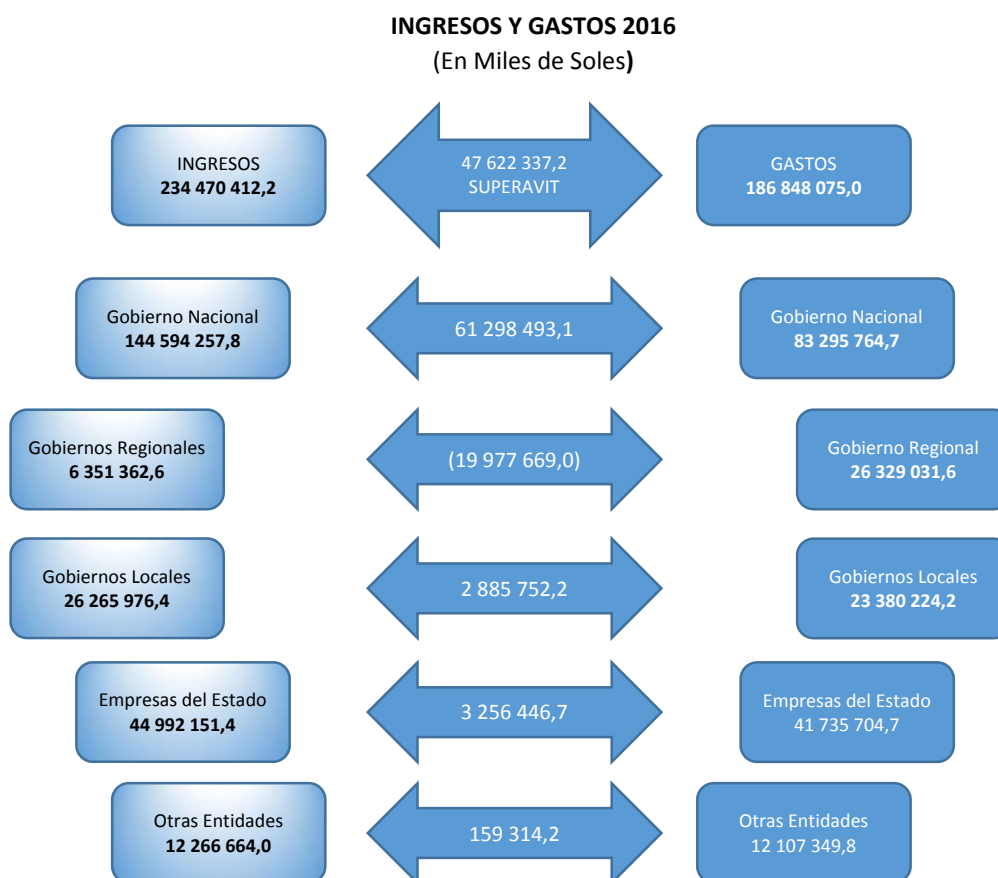 INGRESOS Y GASTOS 2016
(En Miles de Soles)
INGRESOS
234 470 412,2
47 622 337,2
SUPERAVIT
GASTOS
186 848 075,0
Gobierno Nacional
144 594 257,8
61 298 493,1
Gobierno Nacional
83 295 764,7
Gobiernos Regionales
6 351 362,6
(19 977 669,0)
Gobierno Regional
26 329 031,6
Gobiernos Locales
26 265 976,4
2 885 752,2
Gobiernos Locales
23 380 224,2
Empresas del Estado
44 992 151,4
3 256 446,7
Empresas del Estado
41 735 704,7
Otras Entidades
12 266 664,0
159 314,2
Otras Entidades
12 107 349,8